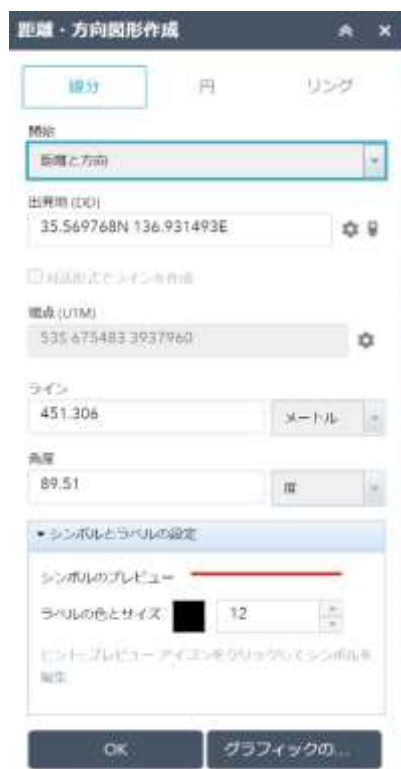 距離・方向図形作成
線分 円 リング
開始
距離と方向
出発地 (DD)
35.569768N 136.931493E
対話形式でラインを作成
端点 (UTM)
53S 675483 3937960
ライン
451.306 メートル
角度
89.51 度
シンボルとラベルの設定
シンボルのプレビュー
ラベルの色とサイズ 12
ヒント: プレビュー アイコンをクリックしてシンボルを
編集
OK グラフィックの...